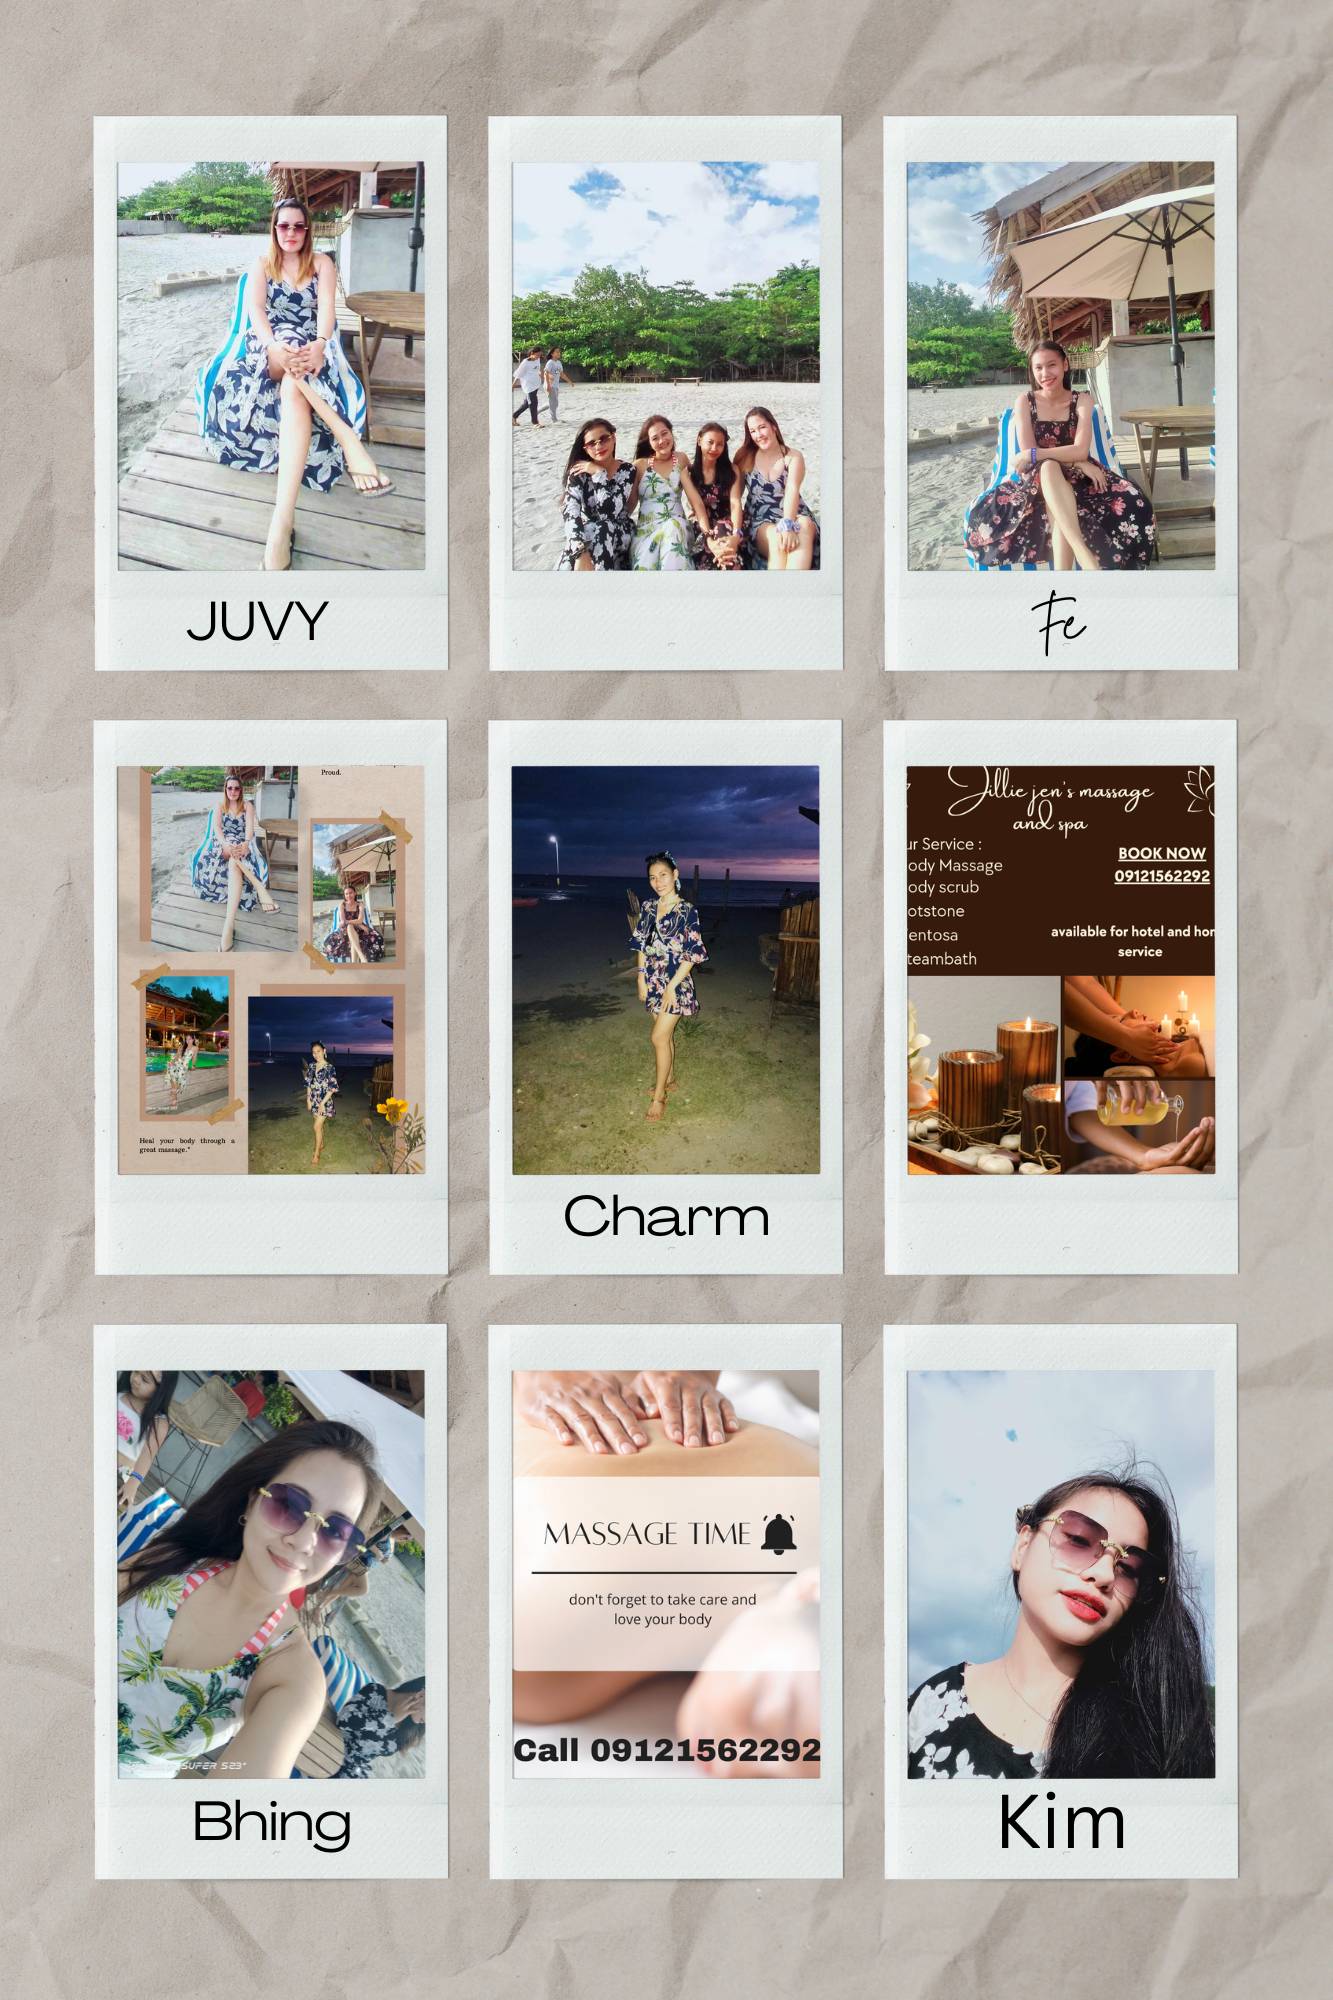 JUVY
Fe
Proud.
Heal your body through a
great massage."
Charm
Jillie jen's massage
and spa
ur Service :
ody Massage
ody scrub
otstone
entosa
teambath
BOOK NOW
09121562292
available for hotel and hom
service
SUPER 523°
Bhing
MASSAGE TIME
don't forget to take care and
love your body
Call 09121562292
Kim